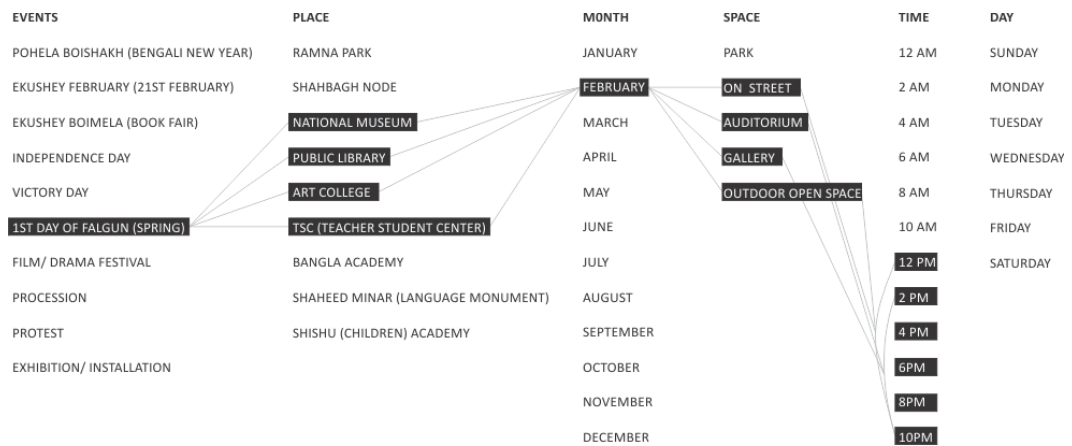 EVENTS PLACE M0NTH SPACE TIME DAY
POHELA BOISHAKH (BENGALI NEW YEAR) RAMNA PARK JANUARY PARK 12 AM SUNDAY
EKUSHEY FEBRUARY (21ST FEBRUARY) SHAHBAGH NODE FEBRUARY ON STREET 2 AM MONDAY
EKUSHEY BOIMELA (BOOK FAIR) NATIONAL MUSEUM MARCH AUDITORIUM 4 AM TUESDAY
INDEPENDENCE DAY PUBLIC LIBRARY APRIL GALLERY 6 AM WEDNESDAY
VICTORY DAY ART COLLEGE MAY OUTDOOR OPEN SPACE 8 AM THURSDAY
1ST DAY OF FALGUN (SPRING) TSC (TEACHER STUDENT CENTER) JUNE 10 AM FRIDAY
FILM/ DRAMA FESTIVAL BANGLA ACADEMY JULY 12 PM SATURDAY
PROCESSION SHAHEED MINAR (LANGUAGE MONUMENT) AUGUST 2 PM
PROTEST SHISHU (CHILDREN) ACADEMY SEPTEMBER 4 PM
EXHIBITION/ INSTALLATION OCTOBER 6PM
NOVEMBER 8PM
DECEMBER 10PM